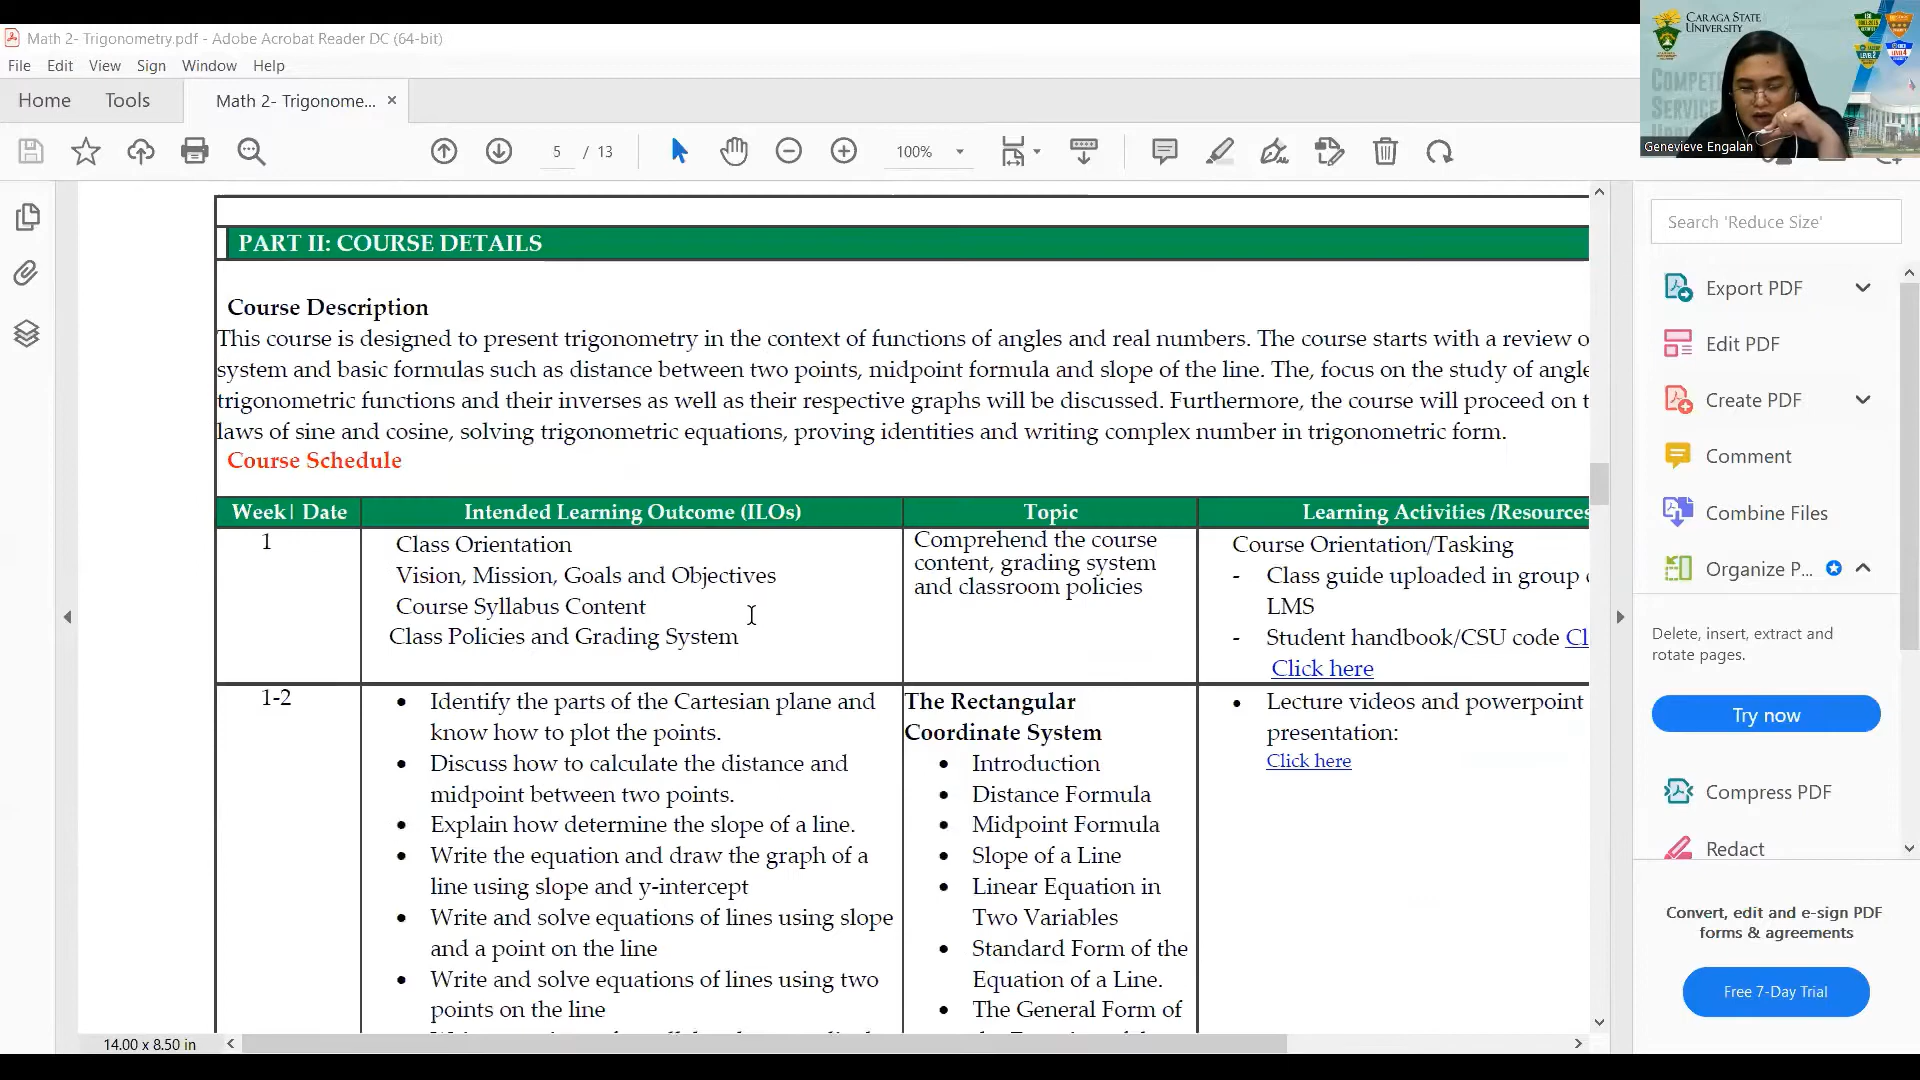 Math 2- Trigonometry.pdf - Adobe Acrobat Reader DC (64-bit)
File Edit View Sign Window Help
Home Tools Math 2- Trigonome... ×
5 / 13 100%
CARAGA STATE
UNIVERSITY
Genevieve Engalan
PART II: COURSE DETAILS
Course Description
This course is designed to present trigonometry in the context of functions of angles and real numbers. The course starts with a review o
system and basic formulas such as distance between two points, midpoint formula and slope of the line. The, focus on the study of angle
trigonometric functions and their inverses as well as their respective graphs will be discussed. Furthermore, the course will proceed on t
laws of sine and cosine, solving trigonometric equations, proving identities and writing complex number in trigonometric form.
Course Schedule
Week| Date Intended Learning Outcome (ILOs) Topic Learning Activities /Resources
1
Class Orientation
Vision, Mission, Goals and Objectives
Course Syllabus Content
Class Policies and Grading System
Comprehend the course
content, grading system
and classroom policies
Course Orientation/Tasking
- Class guide uploaded in group
LMS
- Student handbook/CSU code Cl
Click here
1-2
• Identify the parts of the Cartesian plane and
know how to plot the points.
• Discuss how to calculate the distance and
midpoint between two points.
• Explain how determine the slope of a line.
• Write the equation and draw the graph of a
line using slope and y-intercept
• Write and solve equations of lines using slope
and a point on the line
• Write and solve equations of lines using two
points on the line
The Rectangular
Coordinate System
• Introduction
• Distance Formula
• Midpoint Formula
• Slope of a Line
• Linear Equation in
Two Variables
• Standard Form of the
Equation of a Line.
• The General Form of
• Lecture videos and powerpoint
presentation:
Click here
14.00 x 8.50 in
Search 'Reduce Size'
Export PDF
Edit PDF
Create PDF
Comment
Combine Files
Organize P...
Delete, insert, extract and
rotate pages.
Try now
Compress PDF
Redact
Convert, edit and e-sign PDF
forms & agreements
Free 7-Day Trial